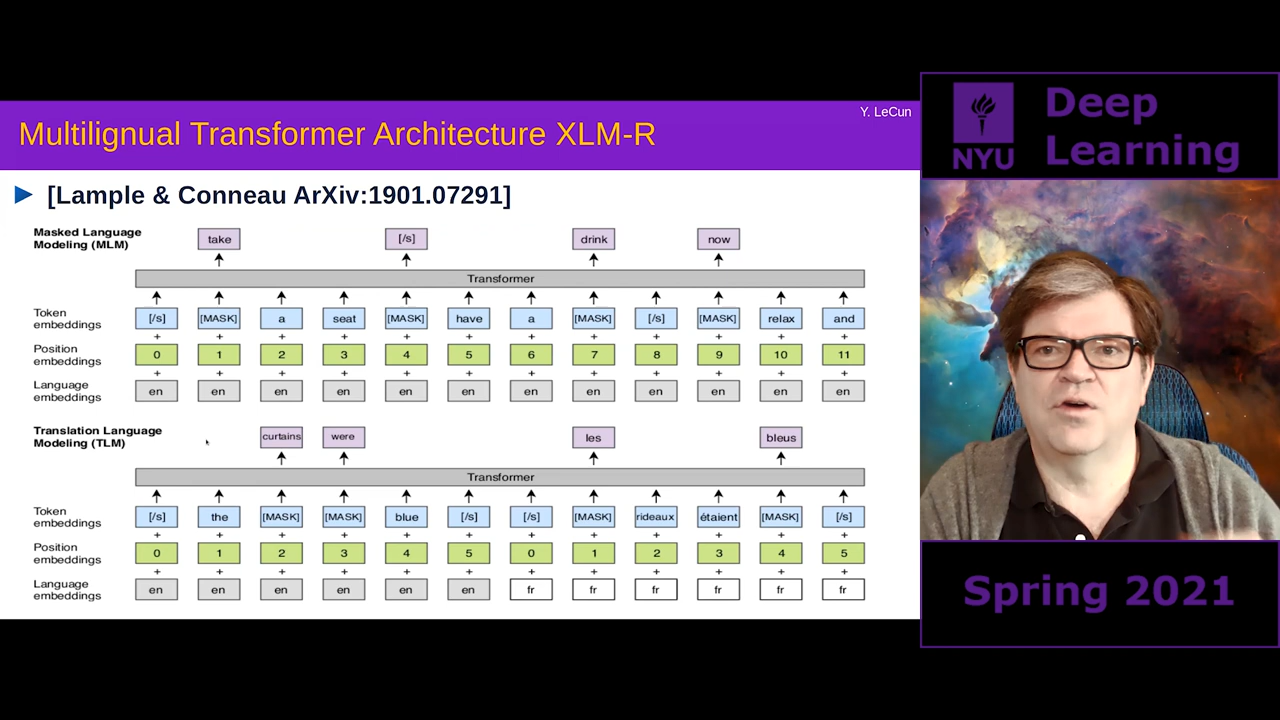 Y. LeCun
Multilignual Transformer Architecture XLM-R
[Lample & Conneau ArXiv:1901.07291]
Masked Language
Modeling (MLM)
take [/s] drink now
Transformer
Token
embeddings
[/s] [MASK] a seat [MASK] have a [MASK] [/s] [MASK] relax and
+ + + + + + + + + + + +
Position
embeddings
0 1 2 3 4 5 6 7 8 9 10 11
+ + + + + + + + + + + +
Language
embeddings
en en en en en en en en en en en en
Translation Language
Modeling (TLM)
curtains were les bleus
Transformer
Token
embeddings
[/s] the [MASK] [MASK] blue [/s] [/s] [MASK] rideaux étaient [MASK] [/s]
+ + + + + + + + + + + +
Position
embeddings
0 1 2 3 4 5 0 1 2 3 4 5
+ + + + + + + + + + + +
Language
embeddings
en en en en en en fr fr fr fr fr fr
NYU
Deep
Learning
Spring 2021